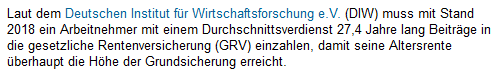 Laut dem Deutschen Institut für Wirtschaftsforschung e.V. (DIW) muss mit Stand
2018 ein Arbeitnehmer mit einem Durchschnittsverdienst 27,4 Jahre lang Beiträge in
die gesetzliche Rentenversicherung (GRV) einzahlen, damit seine Altersrente
überhaupt die Höhe der Grundsicherung erreicht.